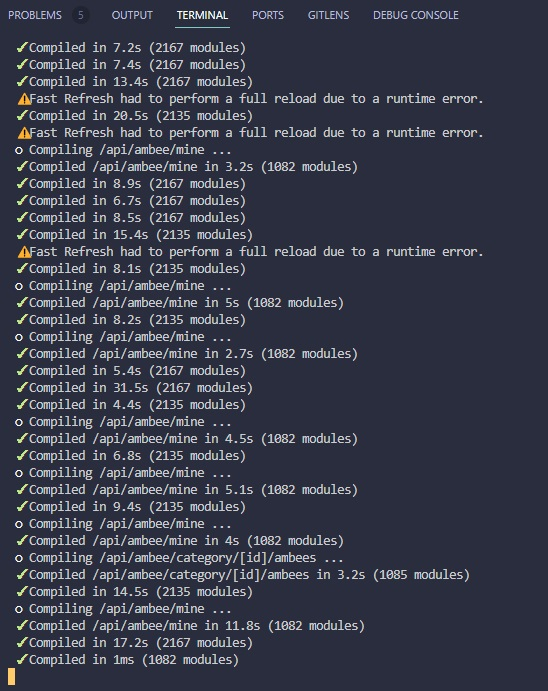 PROBLEMS 5 OUTPUT TERMINAL PORTS GITLENS DEBUG CONSOLE
✓Compiled in 7.2s (2167 modules)
✓Compiled in 7.4s (2167 modules)
✓Compiled in 13.4s (2167 modules)
⚠Fast Refresh had to perform a full reload due to a runtime error.
✓Compiled in 20.5s (2135 modules)
⚠Fast Refresh had to perform a full reload due to a runtime error.
○ Compiling /api/ambee/mine ...
✓Compiled /api/ambee/mine in 3.2s (1082 modules)
✓Compiled in 8.9s (2167 modules)
✓Compiled in 6.7s (2167 modules)
✓Compiled in 8.5s (2167 modules)
✓Compiled in 15.4s (2135 modules)
⚠Fast Refresh had to perform a full reload due to a runtime error.
✓Compiled in 8.1s (2135 modules)
○ Compiling /api/ambee/mine ...
✓Compiled /api/ambee/mine in 5s (1082 modules)
✓Compiled in 8.2s (2135 modules)
○ Compiling /api/ambee/mine ...
✓Compiled /api/ambee/mine in 2.7s (1082 modules)
✓Compiled in 5.4s (2167 modules)
✓Compiled in 31.5s (2167 modules)
✓Compiled in 4.4s (2135 modules)
○ Compiling /api/ambee/mine ...
✓Compiled /api/ambee/mine in 4.5s (1082 modules)
✓Compiled in 6.8s (2135 modules)
○ Compiling /api/ambee/mine ...
✓Compiled /api/ambee/mine in 5.1s (1082 modules)
✓Compiled in 9.4s (2135 modules)
○ Compiling /api/ambee/mine ...
✓Compiled /api/ambee/mine in 4s (1082 modules)
○ Compiling /api/ambee/category/[id]/ambees ...
✓Compiled /api/ambee/category/[id]/ambees in 3.2s (1085 modules)
✓Compiled in 14.5s (2135 modules)
○ Compiling /api/ambee/mine ...
✓Compiled /api/ambee/mine in 11.8s (1082 modules)
✓Compiled in 17.2s (2167 modules)
✓Compiled in 1ms (1082 modules)